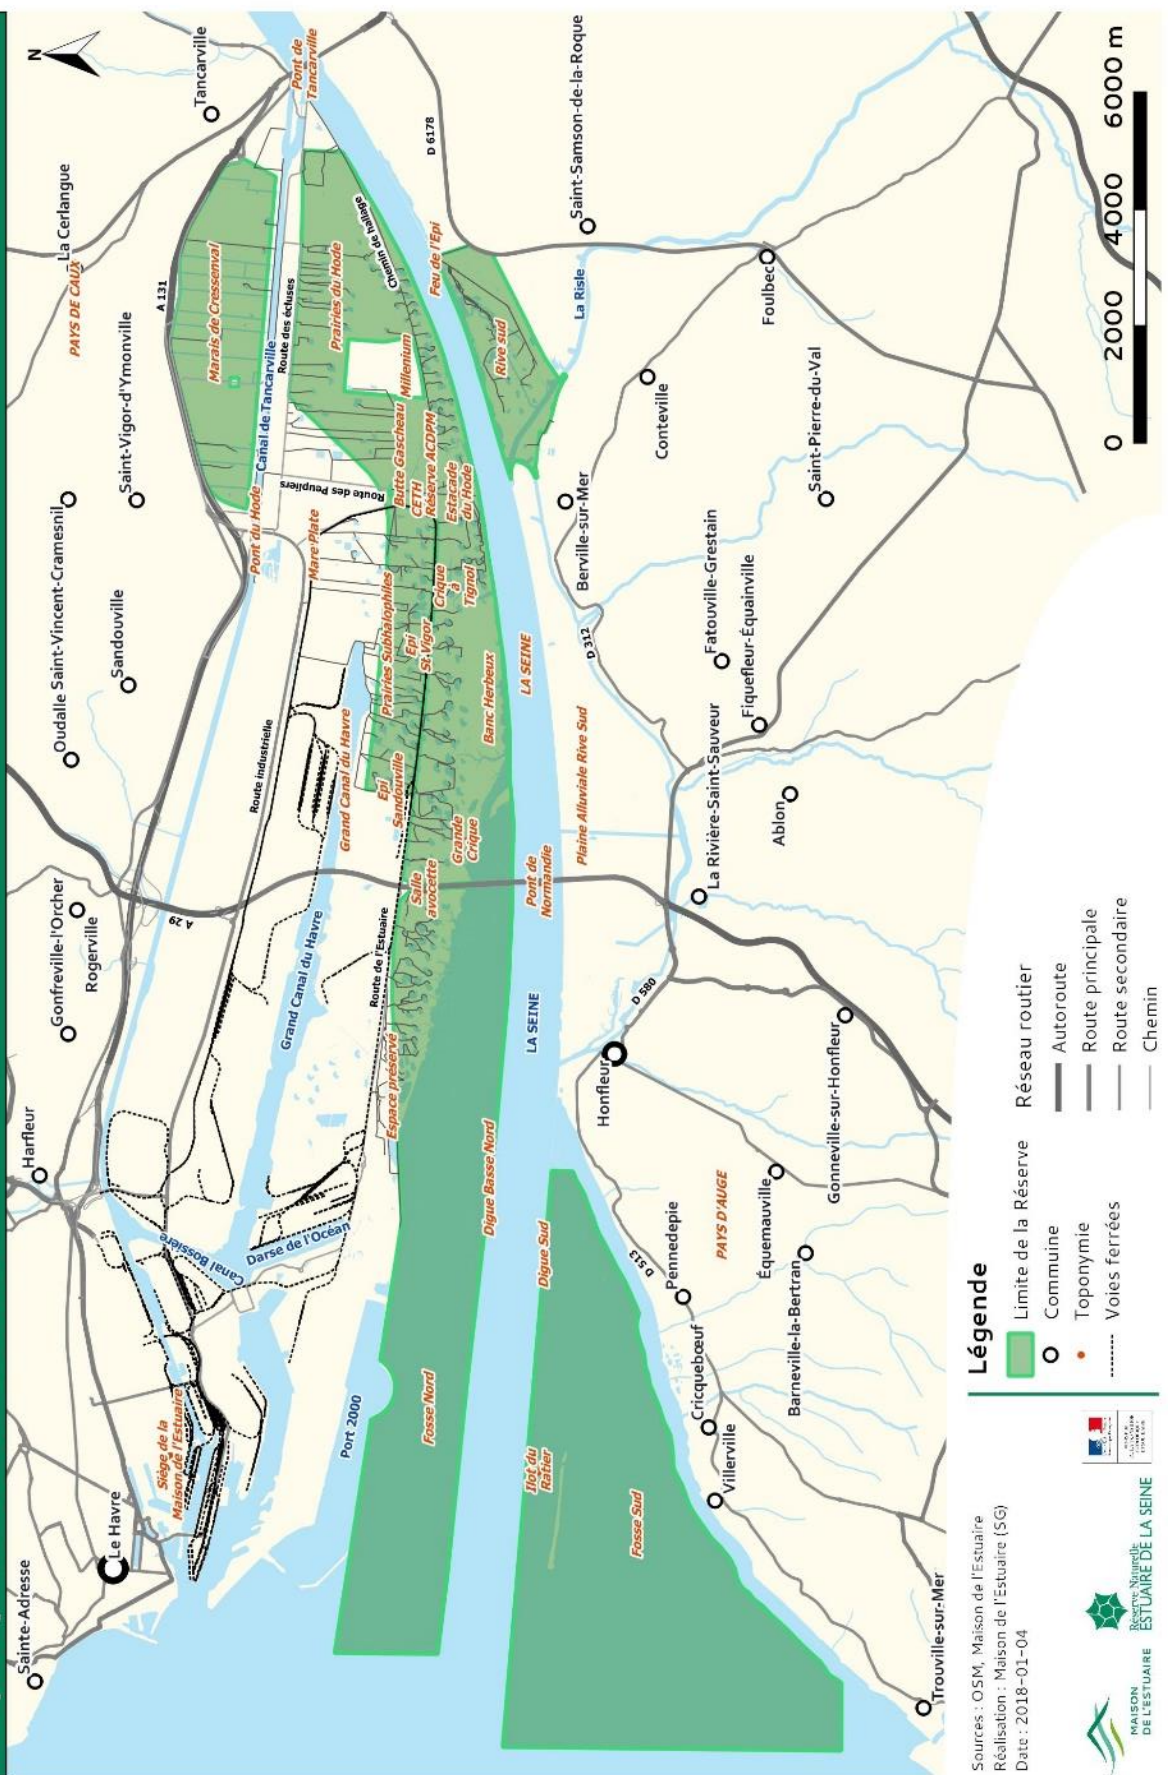 N
Sainte-Adresse
Le Havre
Harfleur
Gonfreville-l'Orcher
Rogerville
Oudalle
Saint-Vincent-Cramesnil
Sandouville
Saint-Vigor-d'Ymonville
La Cerlangue
PAYS DE CAUX
Tancarville
Pont de
Tancarville
A 131
A 29
Marais de Cressenval
Canal de Tancarville
Route des écluses
Pont du Hode
Prairies du Hode
Chemin de hallage
D 6178
Siège de la
Maison de l'Estuaire
Canal Bossière
Darse de l'Océan
Grand Canal du Havre
Route industrielle
Grand Canal du Havre
Mare Plate
Route des Peupliers
Millenium
Butte Gascheau
CETH
Réserve ACDPM
Estacade
du Hode
Feu de l'Epi
Rive sud
Port 2000
Espace préservé
Route de l'Estuaire
Salle
avocette
Grande
Crique
Epi
Sandouville
Prairies Subhalophiles
Epi
St Vigor
Crique
à
Tignol
Banc Herbeux
Fosse Nord
Digue Basse Nord
LA SEINE
Pont de
Normandie
LA SEINE
Ilot du
Ratier
Digue Sud
Fosse Sud
Plaine Alluviale Rive Sud
La Risle
Saint-Samson-de-la-Roque
Foulbec
Conteville
Berville-sur-Mer
Saint-Pierre-du-Val
D 312
Fatouville-Grestain
Fiquefleur-Équainville
La Rivière-Saint-Sauveur
Ablon
D 580
Honfleur
Gonneville-sur-Honfleur
PAYS D'AUGE
Équemauville
Barneville-la-Bertran
D 513
Pennedepie
Cricquebœuf
Villerville
Trouville-sur-Mer
0 2000 4000 6000 m
Légende
Limite de la Réserve
Commuine
Toponymie
Voies ferrées
Réseau routier
Autoroute
Route principale
Route secondaire
Chemin
Sources : OSM, Maison de l'Estuaire
Réalisation : Maison de l'Estuaire (SG)
Date : 2018-01-04
MAISON
DE L'ESTUAIRE
Réserve Naturelle
ESTUAIRE DE LA SEINE